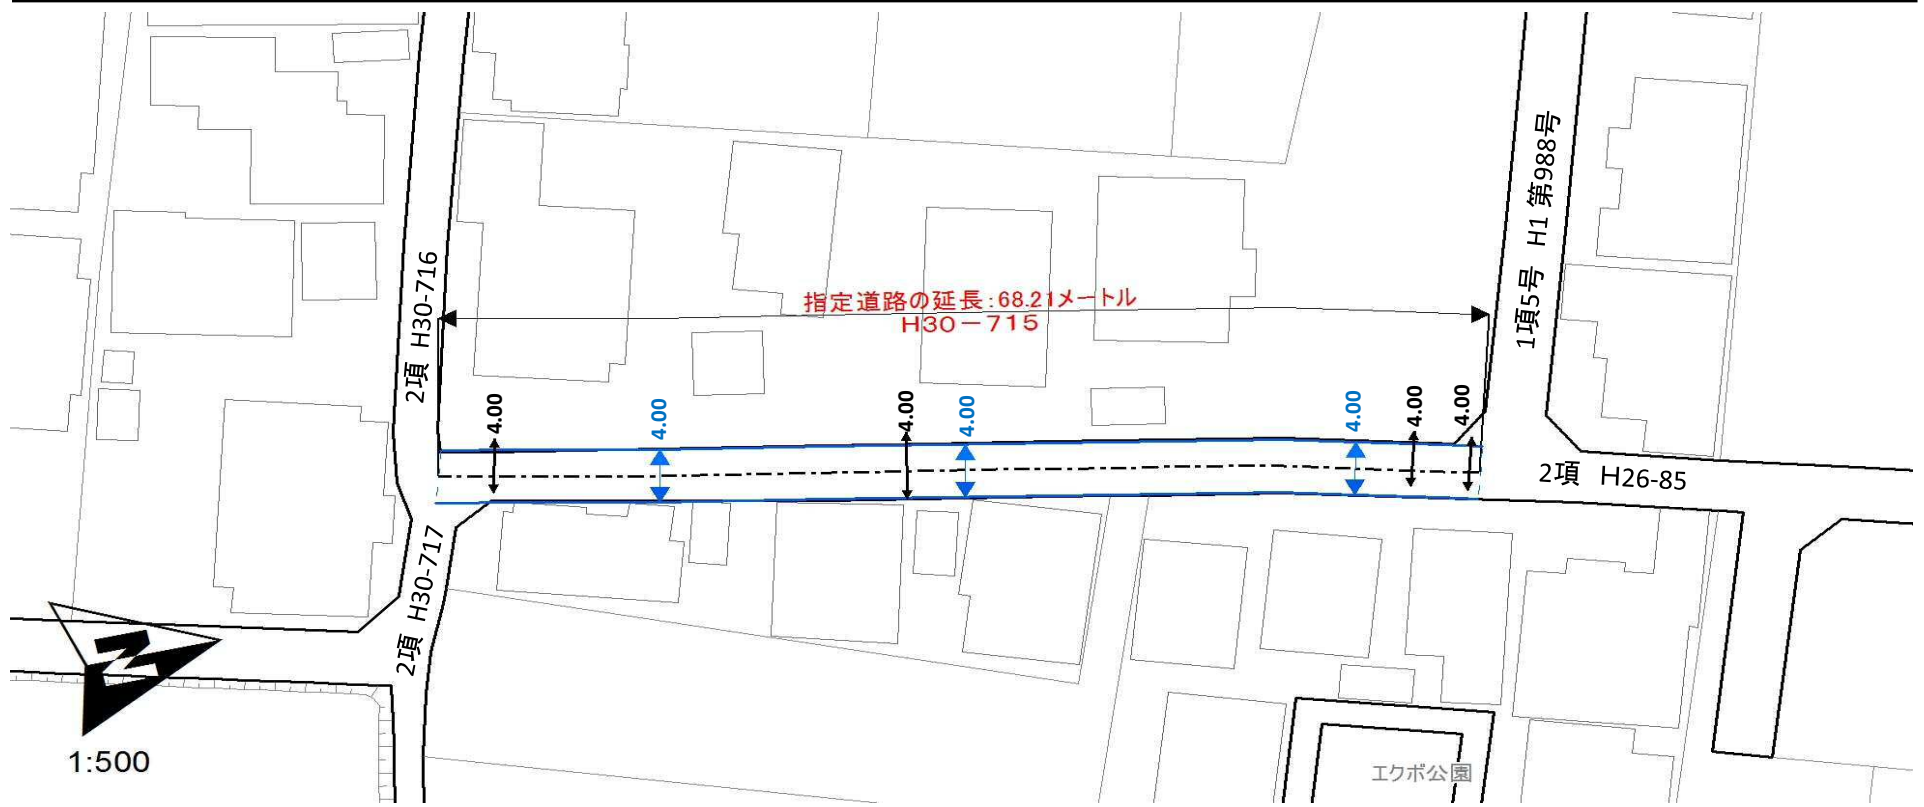 2項 H30-716
1項5号 H1 第988号
指定道路の延長:68.21メートル
H30-715
4.00
4.00
4.00
4.00
4.00
4.00
4.00
2項 H26-85
2項 H30-717
N
1:500
エクボ公園